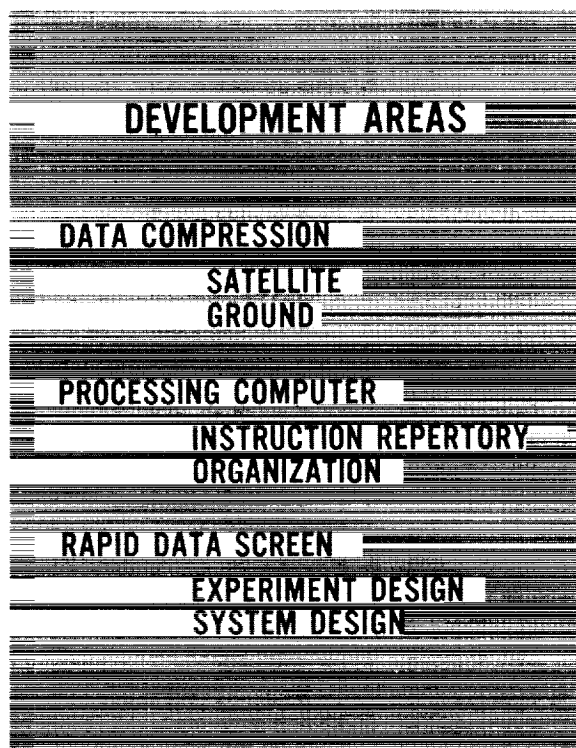 DEVELOPMENT AREAS
DATA COMPRESSION
SATELLITE
GROUND
PROCESSING COMPUTER
INSTRUCTION REPERTORY
ORGANIZATION
RAPID DATA SCREEN
EXPERIMENT DESIGN
SYSTEM DESIGN